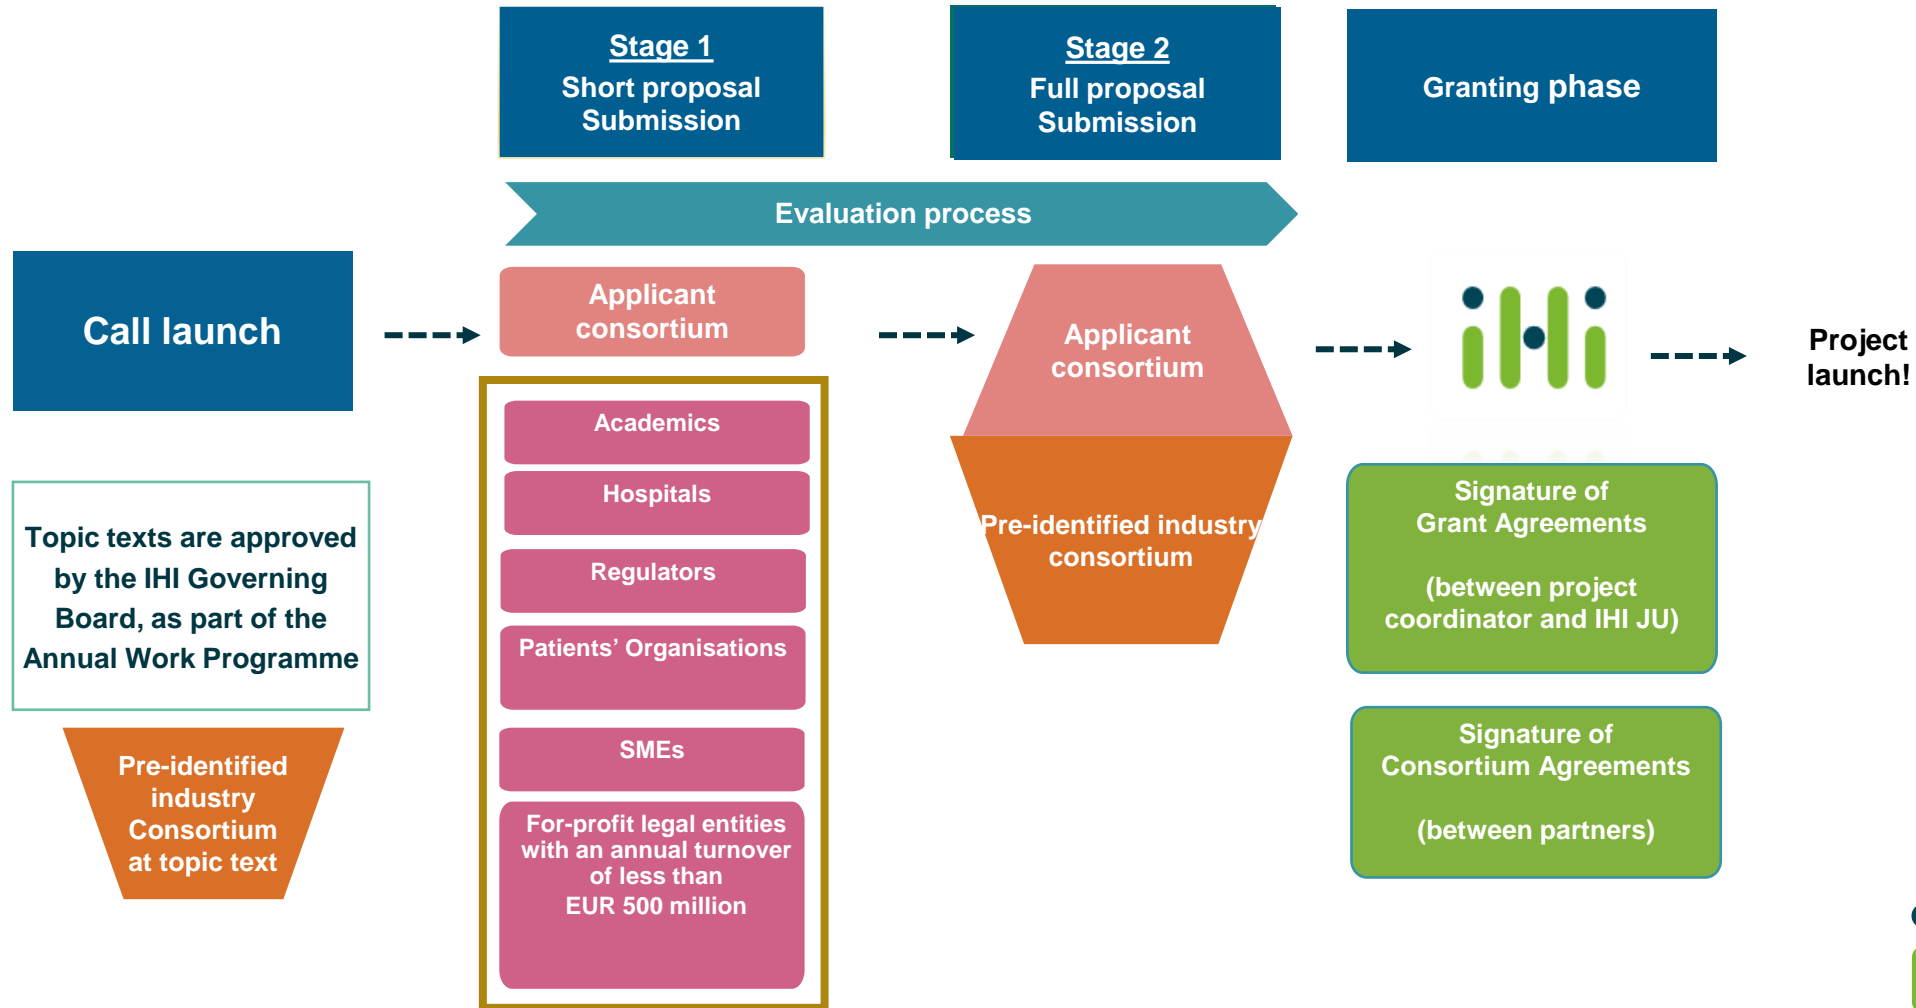 Stage 1
Short proposal
Submission
Stage 2
Full proposal
Submission
Granting phase
Evaluation process
Call launch
Applicant
consortium
Applicant
consortium
iHi
Project
launch!
Academics
Hospitals
Regulators
Patients’ Organisations
SMEs
For-profit legal entities
with an annual turnover
of less than
EUR 500 million
Pre-identified industry
consortium
Topic texts are approved
by the IHI Governing
Board, as part of the
Annual Work Programme
Pre-identified
industry
Consortium
at topic text
Signature of
Grant Agreements
(between project
coordinator and IHI JU)
Signature of
Consortium Agreements
(between partners)